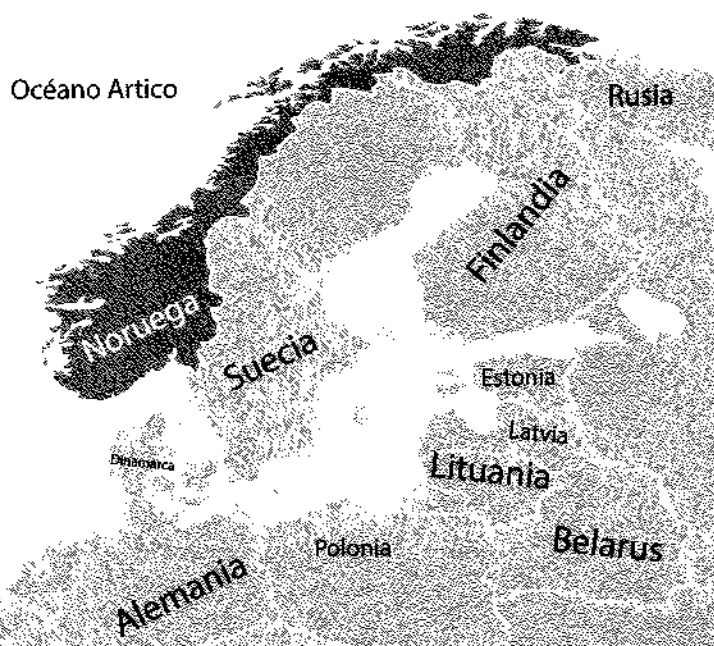 Océano Artico
Rusia
Finlandia
Noruega
Suecia
Estonia
Latvia
Dinamarca
Lituania
Polonia
Belarus
Alemania